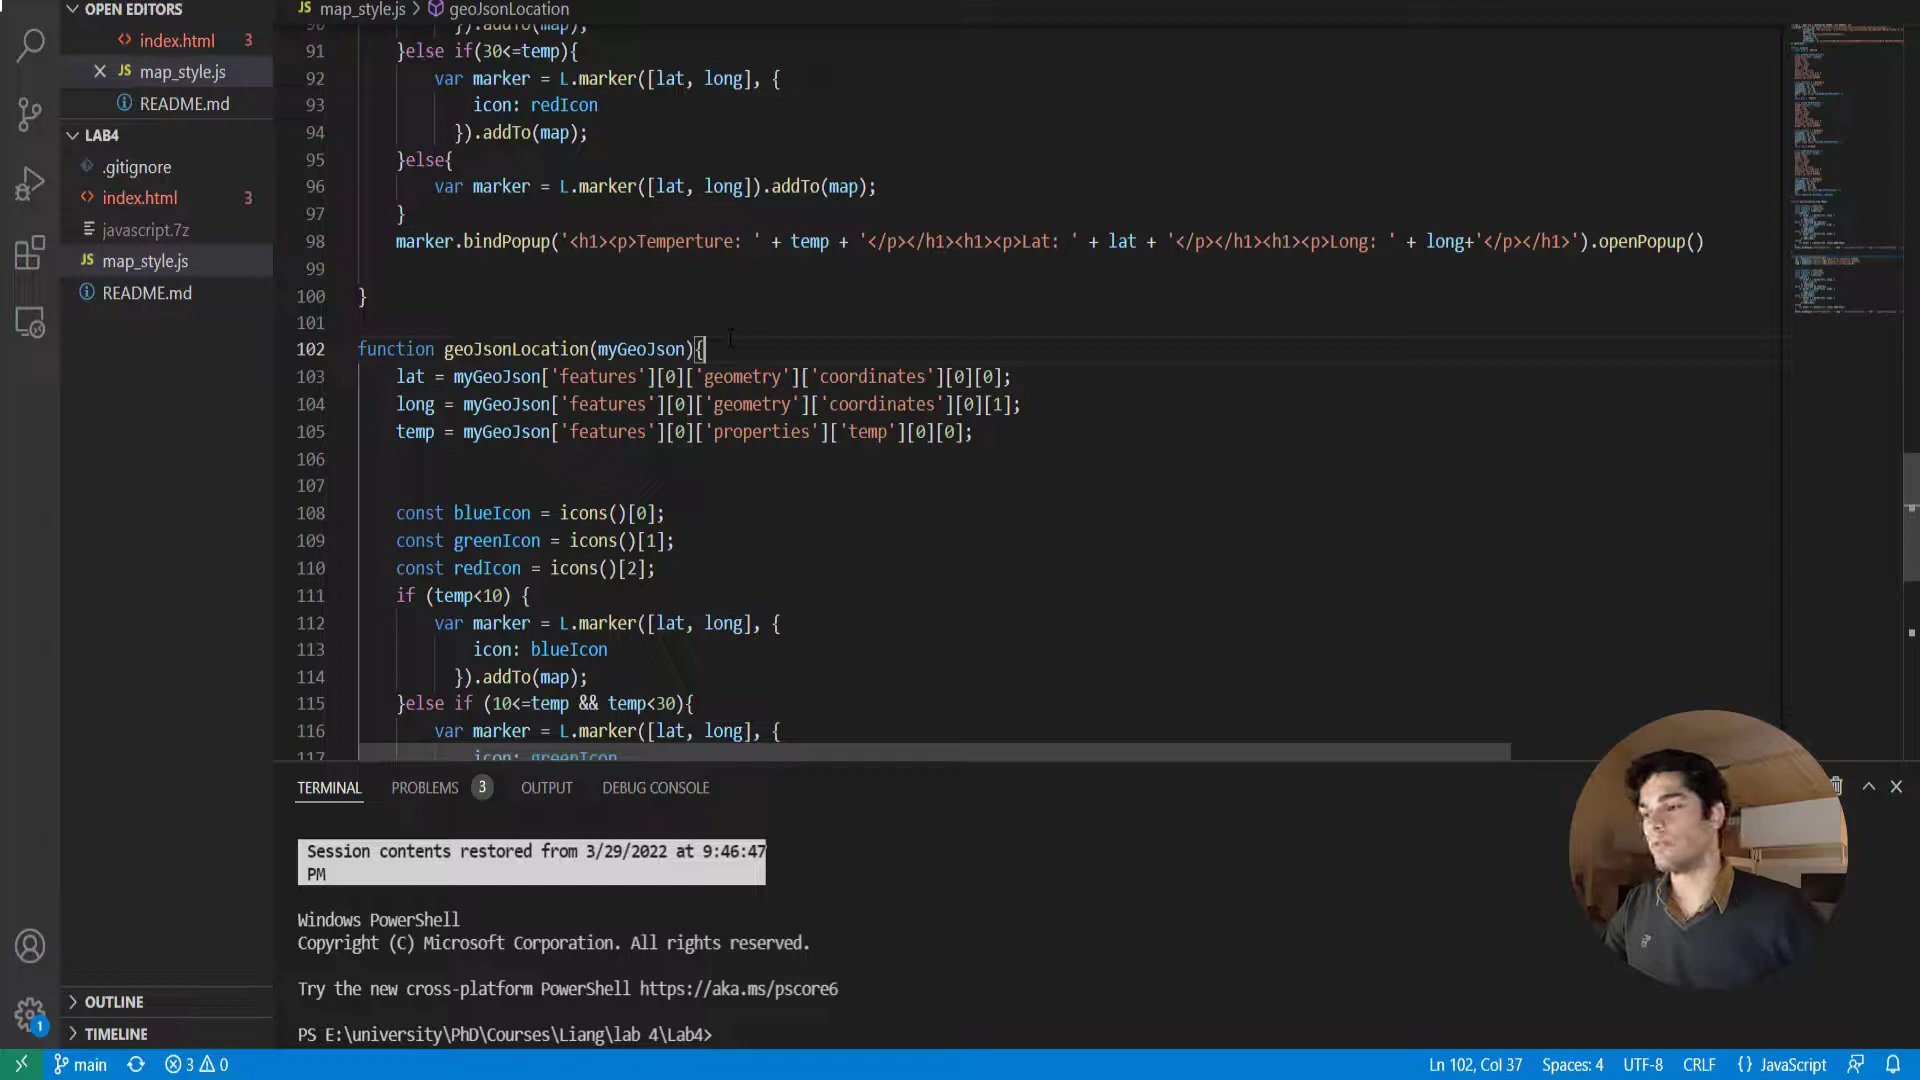 OPEN EDITORS
<> index.html 3
X JS map_style.js
README.md
LAB4
.gitignore
<> index.html 3
javascript.7z
JS map_style.js
README.md
OUTLINE
TIMELINE
1
JS map_style.js > geoJsonLocation
90 }).addTo(map);
91 }else if(30<=temp){
92 var marker = L.marker([lat, long], {
93 icon: redIcon
94 }).addTo(map);
95 }else{
96 var marker = L.marker([lat, long]).addTo(map);
97 }
98 marker.bindPopup('<h1><p>Temperture: ' + temp + '</p></h1><h1><p>Lat: ' + lat + '</p></h1><h1><p>Long: ' + long+'</p></h1>').openPopup()
99
100 }
101
102 function geoJsonLocation(myGeoJson){
103 lat = myGeoJson['features'][0]['geometry']['coordinates'][0][0];
104 long = myGeoJson['features'][0]['geometry']['coordinates'][0][1];
105 temp = myGeoJson['features'][0]['properties']['temp'][0][0];
106
107
108 const blueIcon = icons()[0];
109 const greenIcon = icons()[1];
110 const redIcon = icons()[2];
111 if (temp<10) {
112 var marker = L.marker([lat, long], {
113 icon: blueIcon
114 }).addTo(map);
115 }else if (10<=temp && temp<30){
116 var marker = L.marker([lat, long], {
117 icon: greenIcon
TERMINAL PROBLEMS 3 OUTPUT DEBUG CONSOLE
Session contents restored from 3/29/2022 at 9:46:47
PM
Windows PowerShell
Copyright (C) Microsoft Corporation. All rights reserved.
Try the new cross-platform PowerShell https://aka.ms/pscore6
PS E:\university\PhD\Courses\Liang\lab 4\Lab4>
main 3 0 Ln 102, Col 37 Spaces: 4 UTF-8 CRLF {} JavaScript